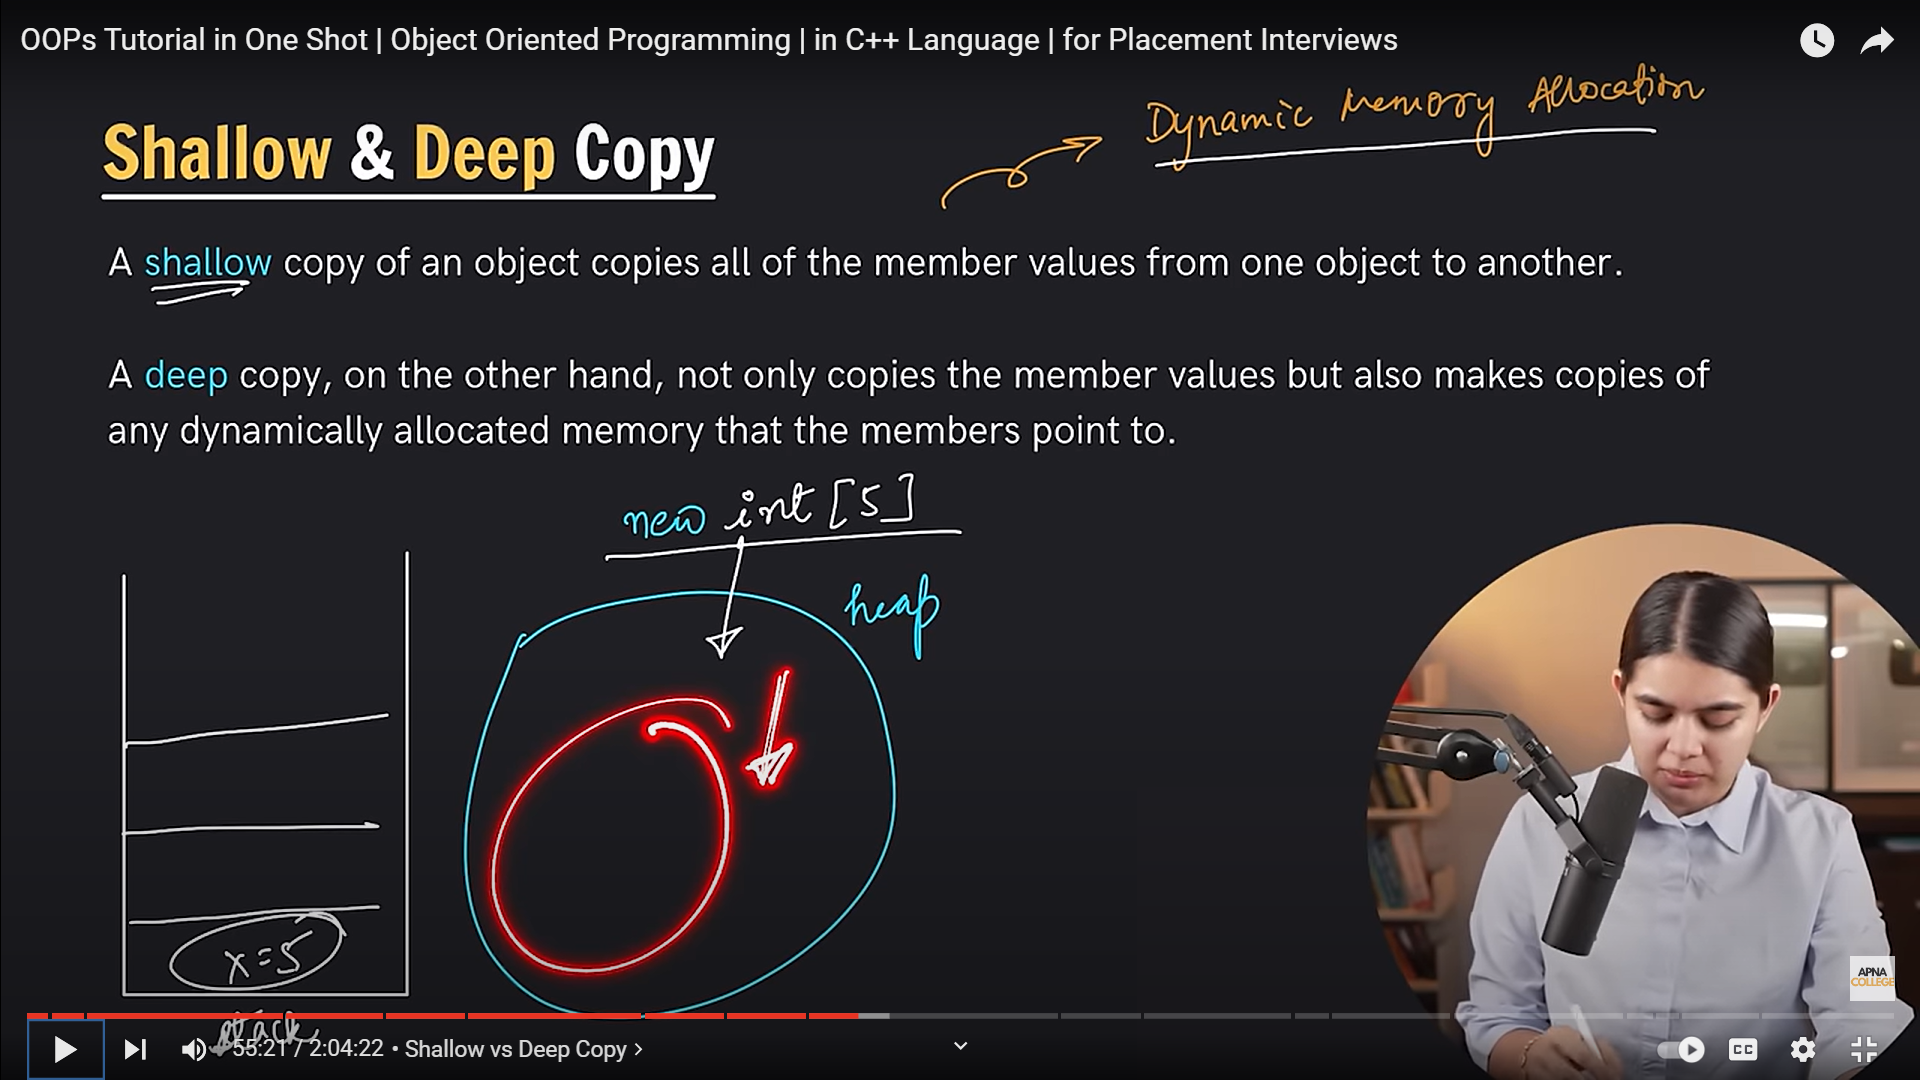 OOPs Tutorial in One Shot | Object Oriented Programming | in C++ Language | for Placement Interviews
Dynamic Memory Allocation
Shallow & Deep Copy
A shallow copy of an object copies all of the member values from one object to another.
A deep copy, on the other hand, not only copies the member values but also makes copies of
any dynamically allocated memory that the members point to.
new int [5]
heap
x=5
stack
APNA
COLLEGE
55:21 / 2:04:22 • Shallow vs Deep Copy
CC